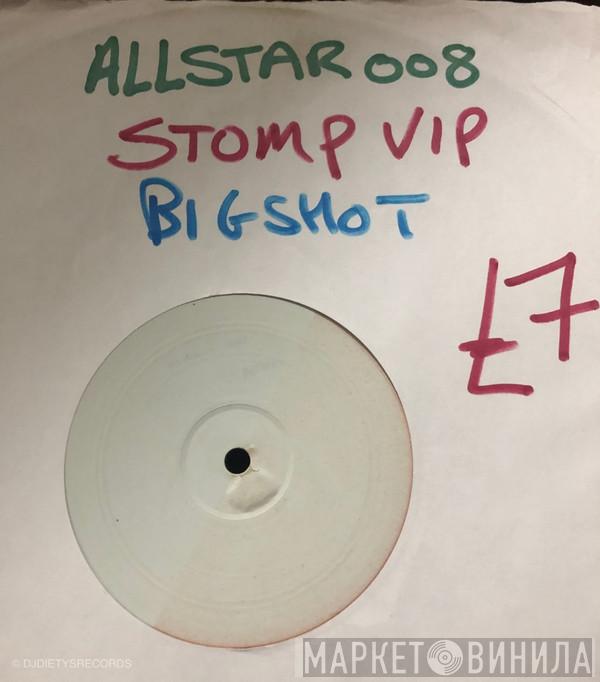 ALLSTAR 008
STOMP VIP
BIGSHOT
£7
© DJDIETYSRECORDS
МАРКЕТ ВИНИЛА